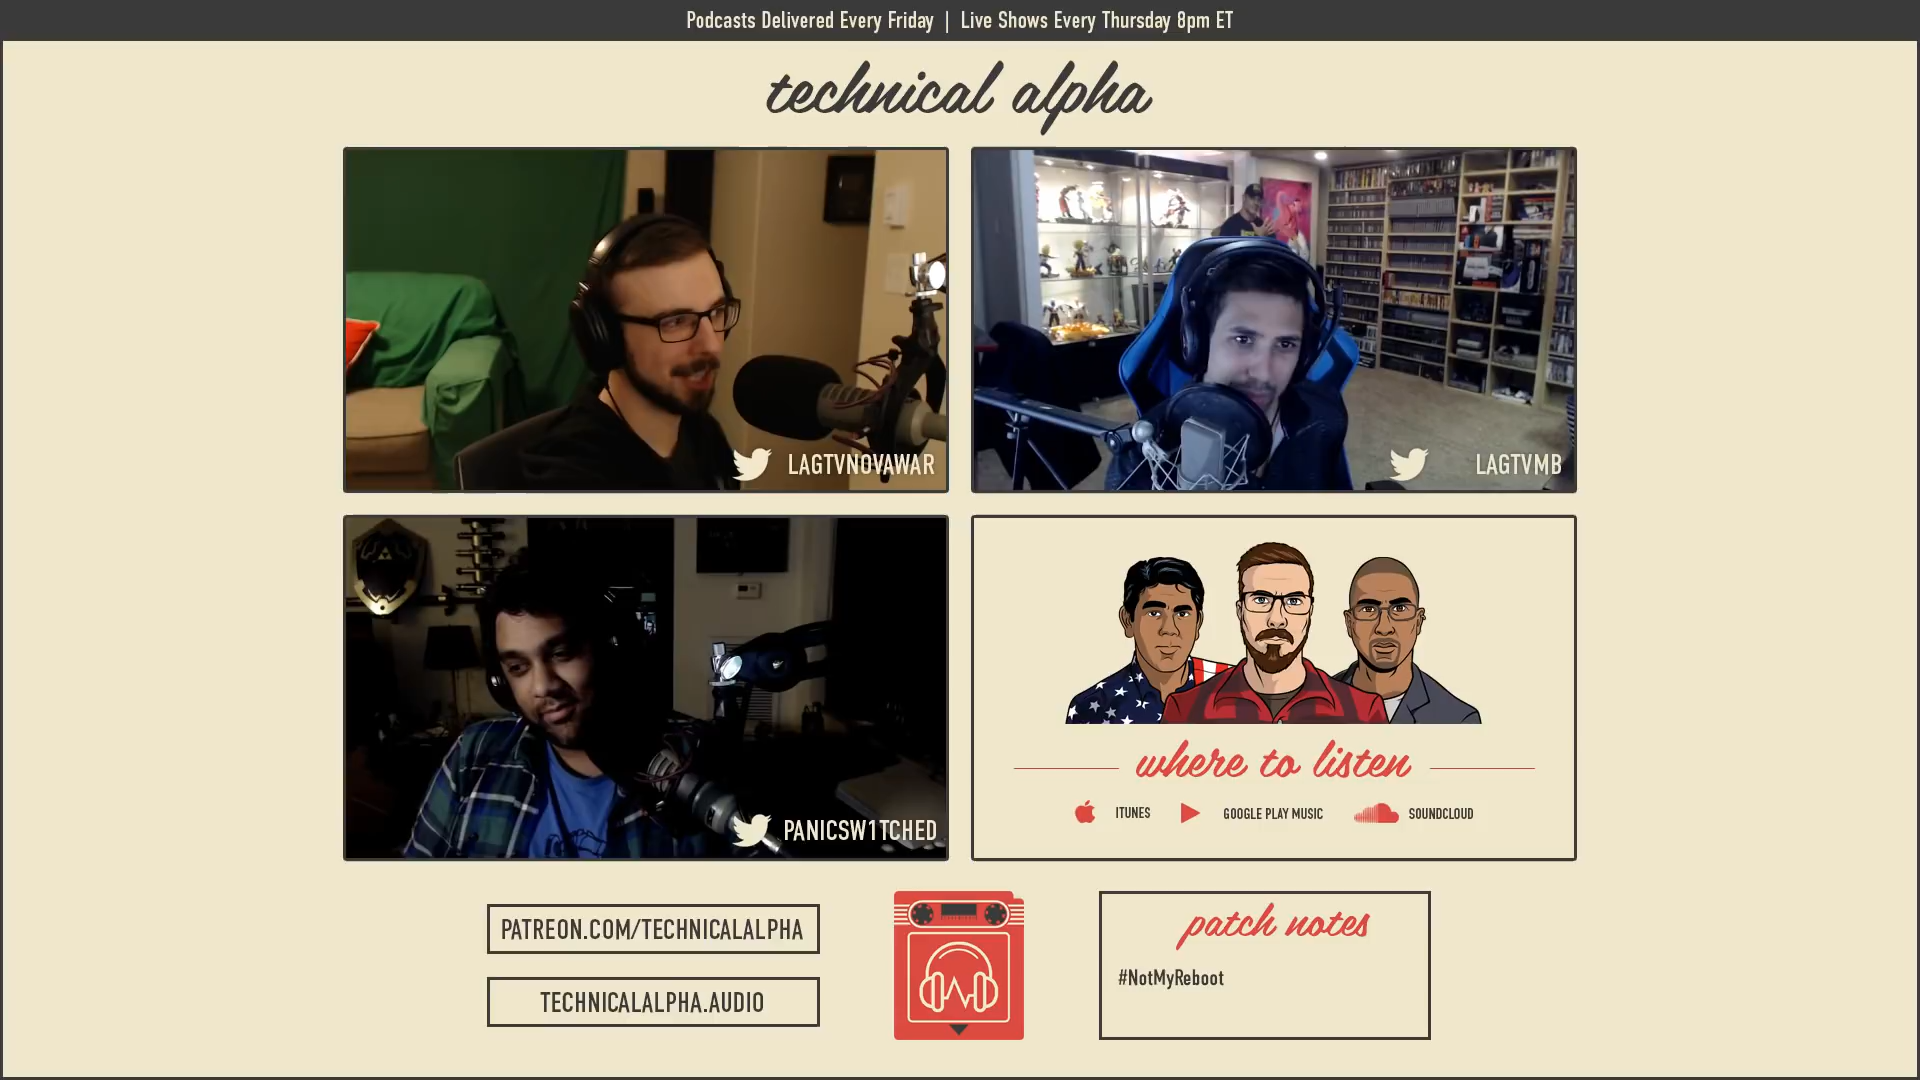 Podcasts Delivered Every Friday | Live Shows Every Thursday 8pm ET
technical alpha
LAGTVNOVAWAR
LAGTVMB
PANICSW1TCHED
where to listen
ITUNES
GOOGLE PLAY MUSIC
SOUNDCLOUD
PATREON.COM/TECHNICALALPHA
TECHNICALALPHA.AUDIO
patch notes
#NotMyReboot